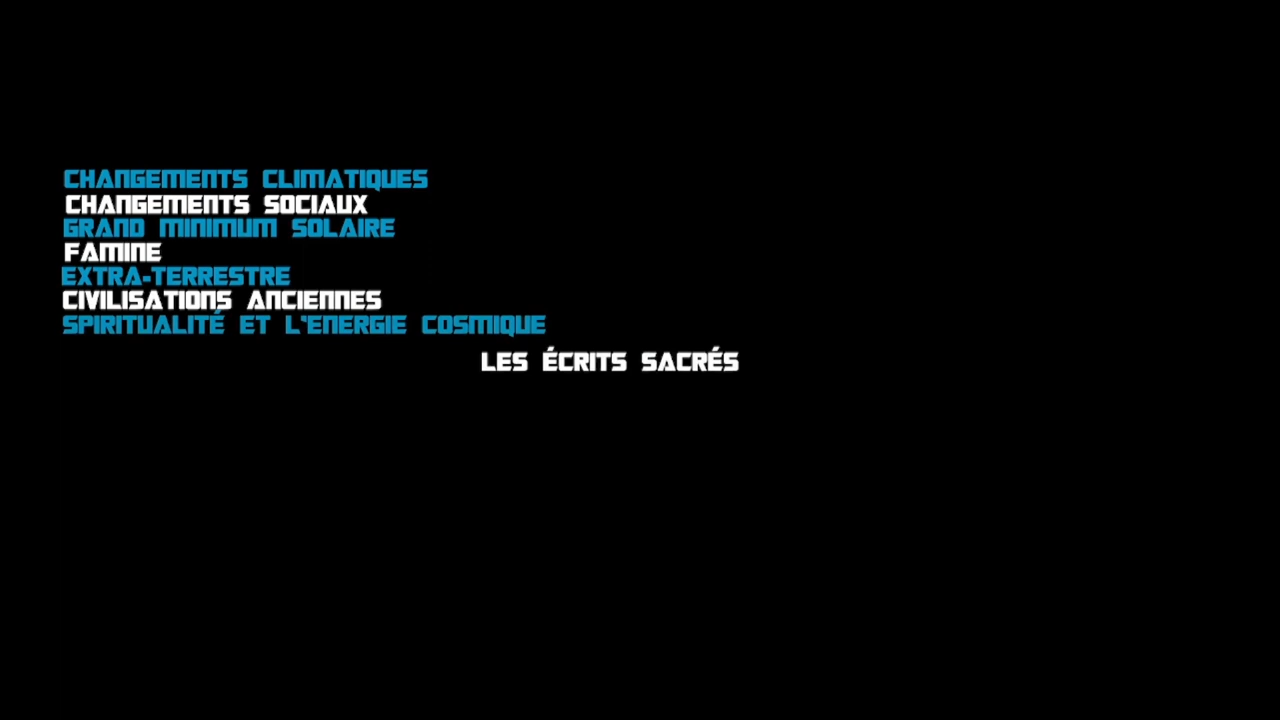 CHANGEMENTS CLIMATIQUES
CHANGEMENTS SOCIAUX
GRAND MINIMUM SOLAIRE
FAMINE
EXTRA-TERRESTRE
CIVILISATIONS ANCIENNES
SPIRITUALITÉ ET L'ENERGIE COSMIQUE
LES ÉCRITS SACRÉS